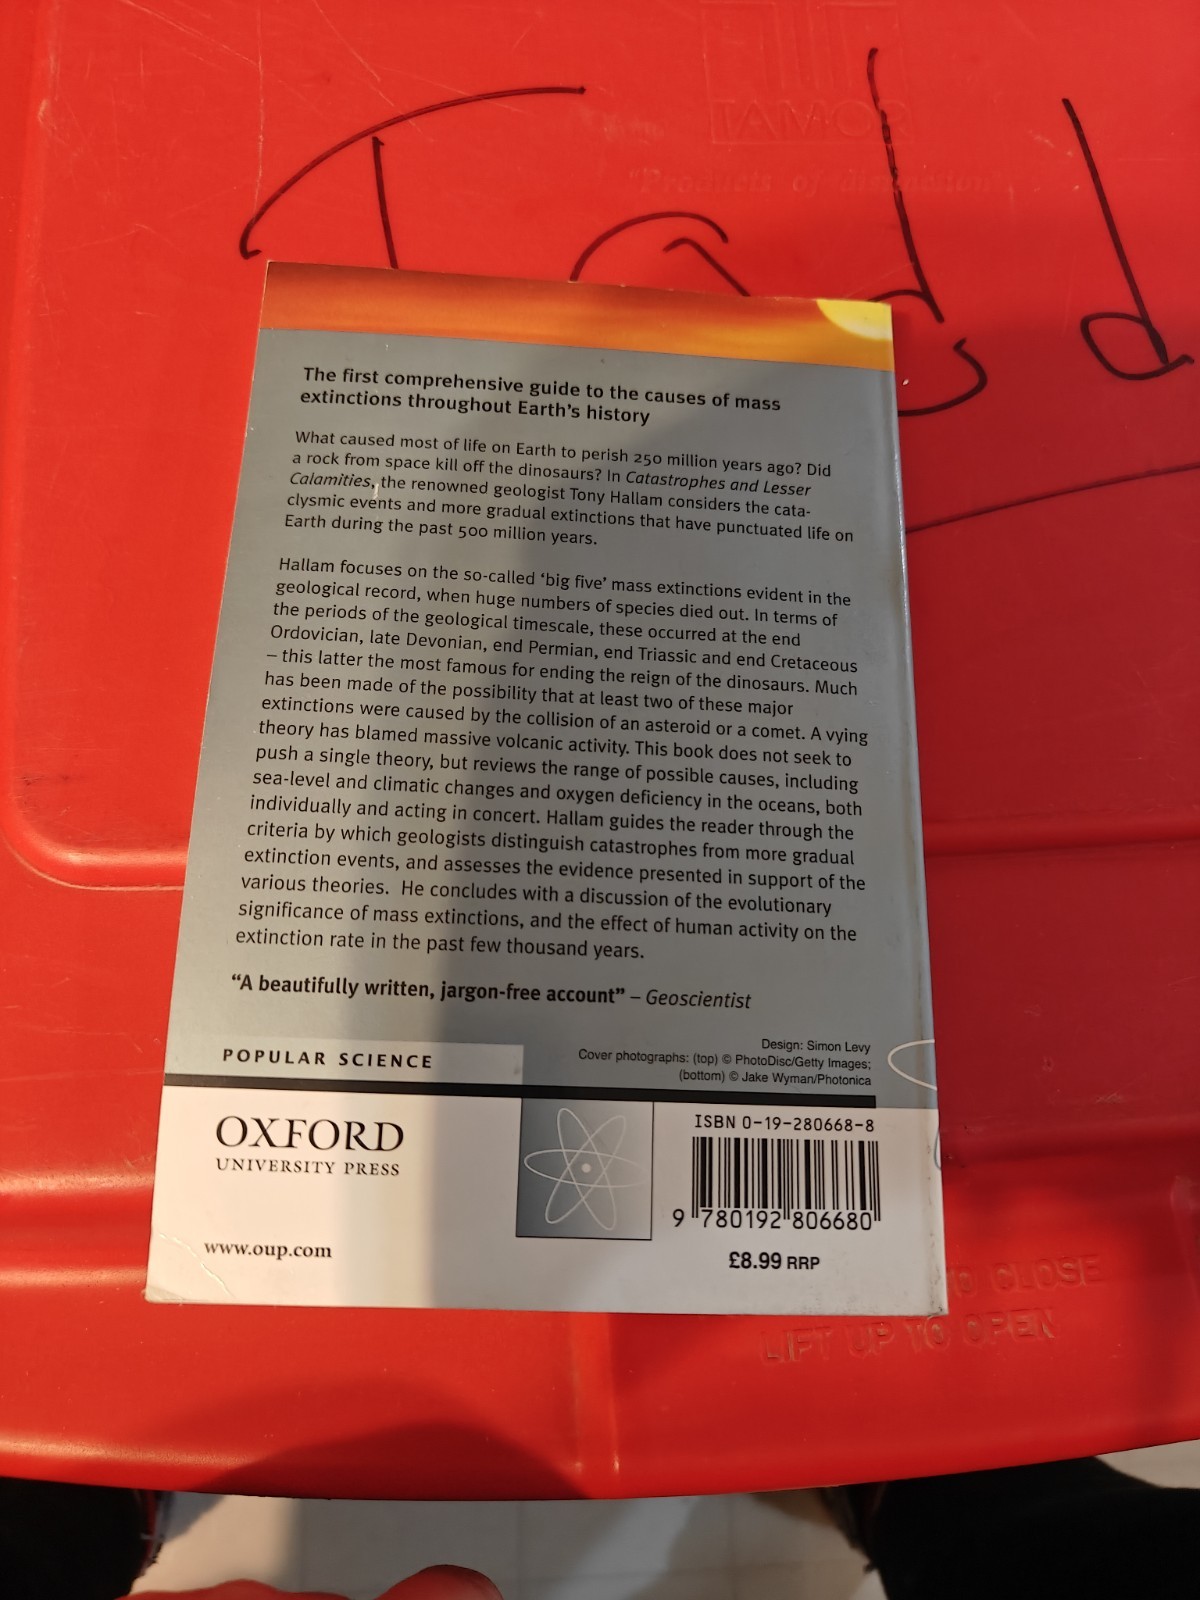 TAMOR
"Products of distinction"
Tadd
The first comprehensive guide to the causes of mass
extinctions throughout Earth's history
What caused most of life on Earth to perish 250 million years ago? Did
a rock from space kill off the dinosaurs? In Catastrophes and Lesser
Calamities, the renowned geologist Tony Hallam considers the cata-
clysmic events and more gradual extinctions that have punctuated life on
Earth during the past 500 million years.
Hallam focuses on the so-called ‘big five’ mass extinctions evident in the
geological record, when huge numbers of species died out. In terms of
the periods of the geological timescale, these occurred at the end
Ordovician, late Devonian, end Permian, end Triassic and end Cretaceous
– this latter the most famous for ending the reign of the dinosaurs. Much
has been made of the possibility that at least two of these major
extinctions were caused by the collision of an asteroid or a comet. A vying
theory has blamed massive volcanic activity. This book does not seek to
push a single theory, but reviews the range of possible causes, including
sea-level and climatic changes and oxygen deficiency in the oceans, both
individually and acting in concert. Hallam guides the reader through the
criteria by which geologists distinguish catastrophes from more gradual
extinction events, and assesses the evidence presented in support of the
various theories. He concludes with a discussion of the evolutionary
significance of mass extinctions, and the effect of human activity on the
extinction rate in the past few thousand years.
“A beautifully written, jargon-free account” – Geoscientist
Design: Simon Levy
Cover photographs: (top) © PhotoDisc/Getty Images;
(bottom) © Jake Wyman/Photonica
POPULAR SCIENCE
OXFORD
UNIVERSITY PRESS
www.oup.com
ISBN 0-19-280668-8
9 780192 806680
£8.99 RRP
TO CLOSE
LIFT UP TO OPEN